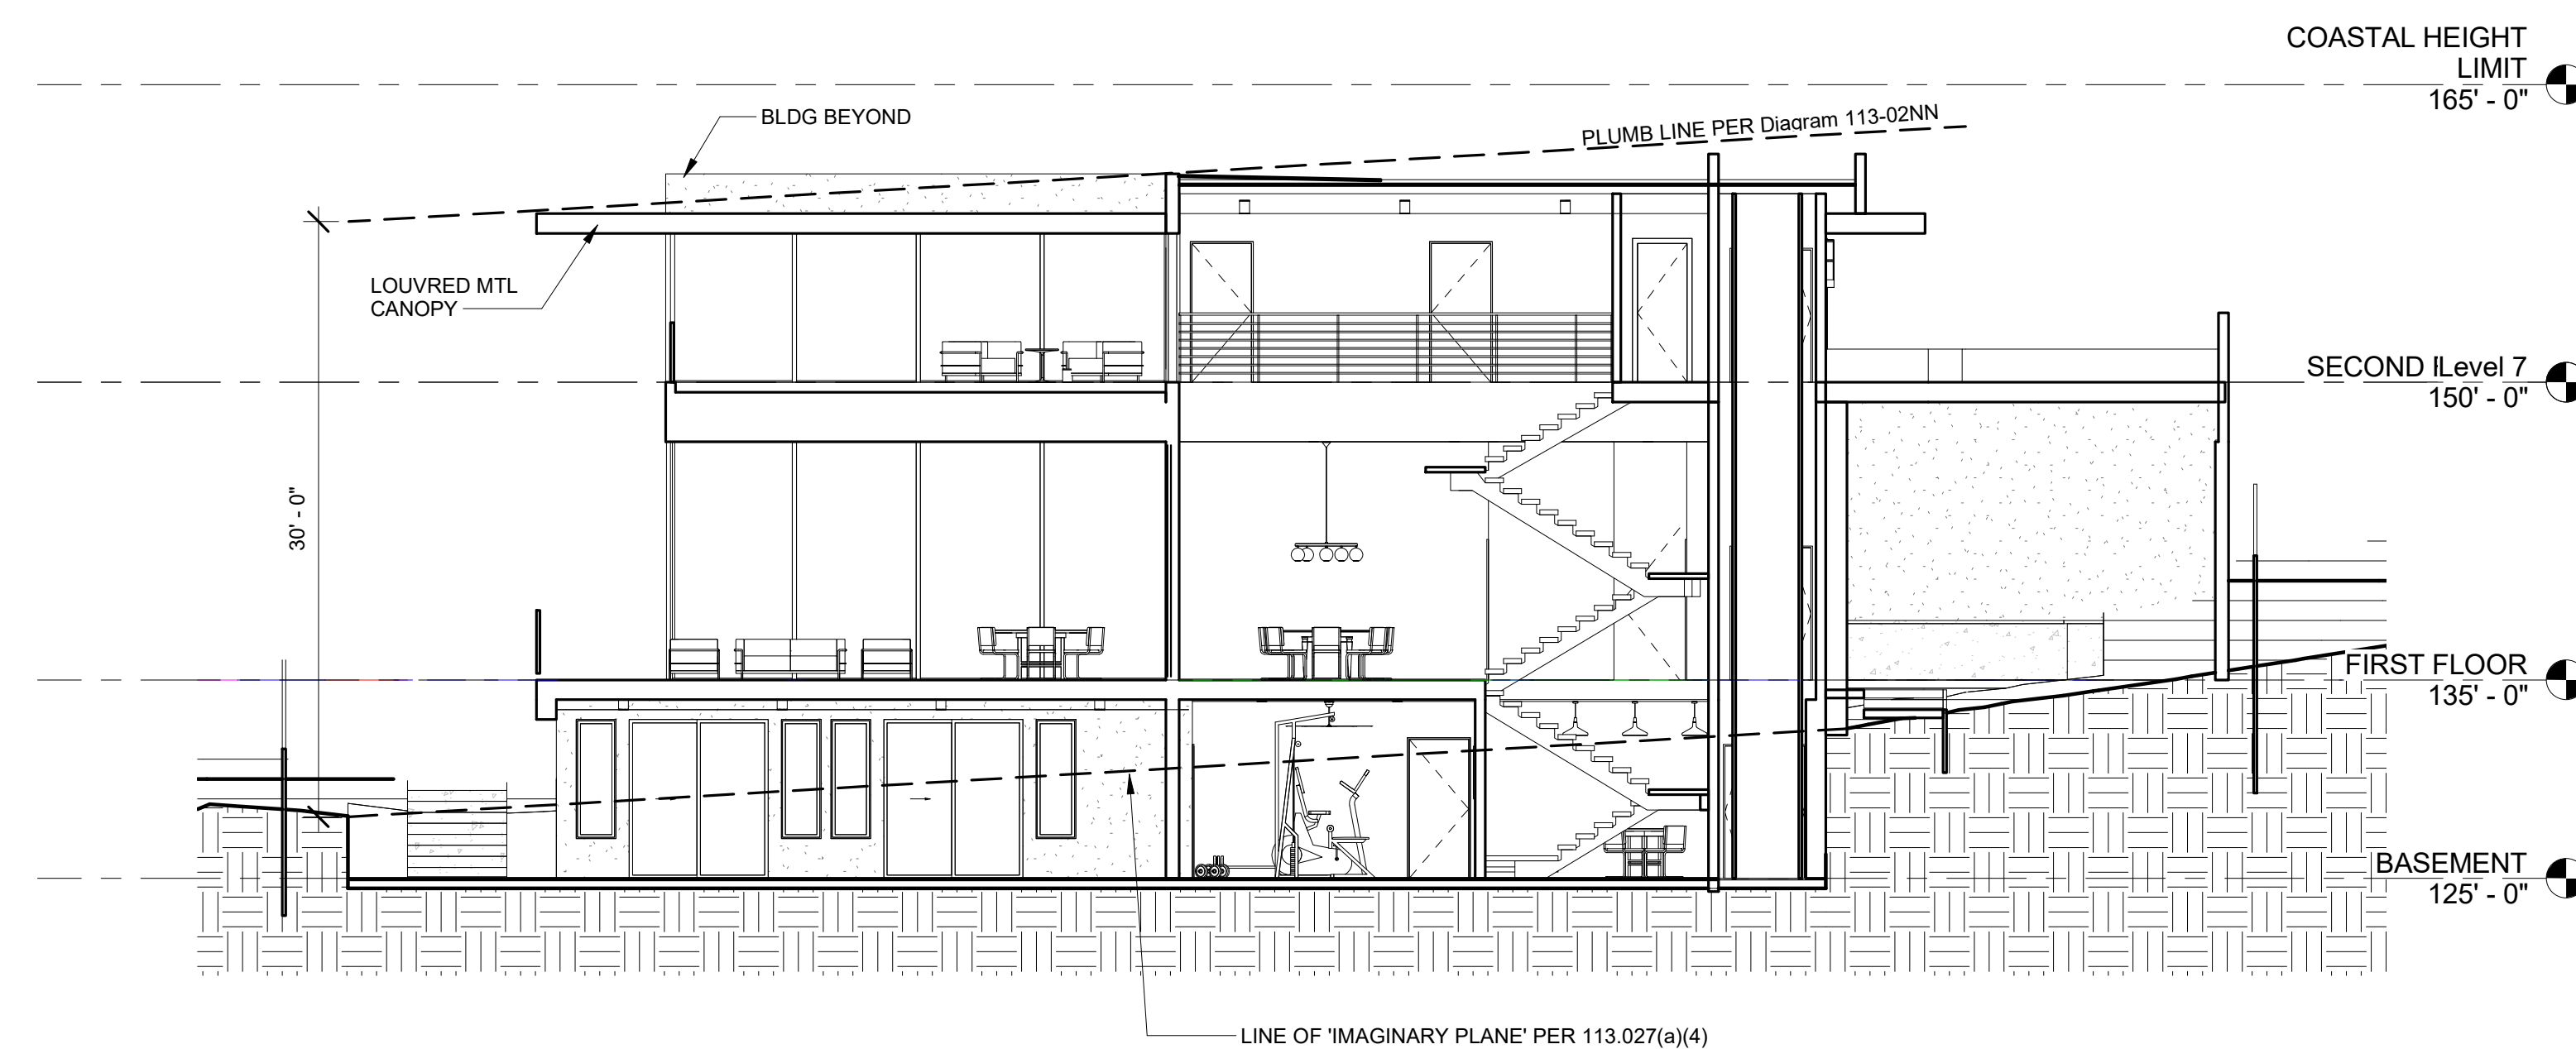 COASTAL HEIGHT
LIMIT
165' - 0"
BLDG BEYOND
PLUMB LINE PER Diagram 113-02NN
LOUVRED MTL
CANOPY
SECOND Level 7
150' - 0"
30' - 0"
FIRST FLOOR
135' - 0"
BASEMENT
125' - 0"
LINE OF 'IMAGINARY PLANE' PER 113.027(a)(4)